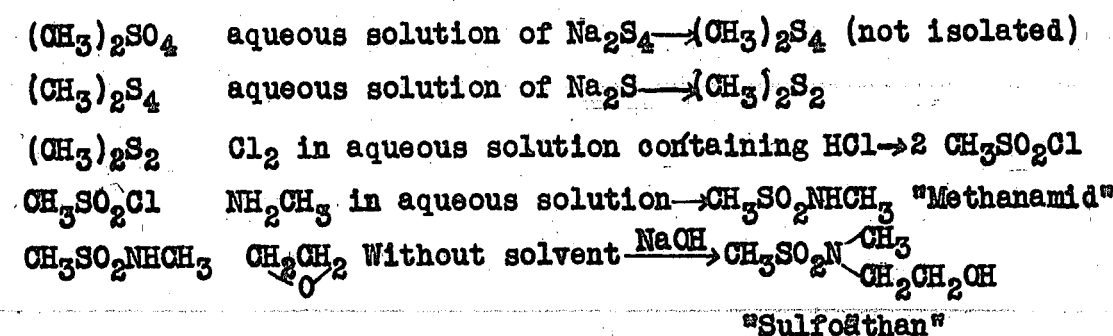 (CH3)2SO4 aqueous solution of Na2S4→(CH3)2S4 (not isolated)
(CH3)2S4 aqueous solution of Na2S→(CH3)2S2
(CH3)2S2 Cl2 in aqueous solution containing HCl→2 CH3SO2Cl
CH3SO2Cl NH2CH3 in aqueous solution→CH3SO2NHCH3 "Methanamid"
CH3SO2NHCH3 CH2CH2 O Without solvent NaOH→ CH3SO2N CH3 CH2CH2OH
"Sulfoäthan"